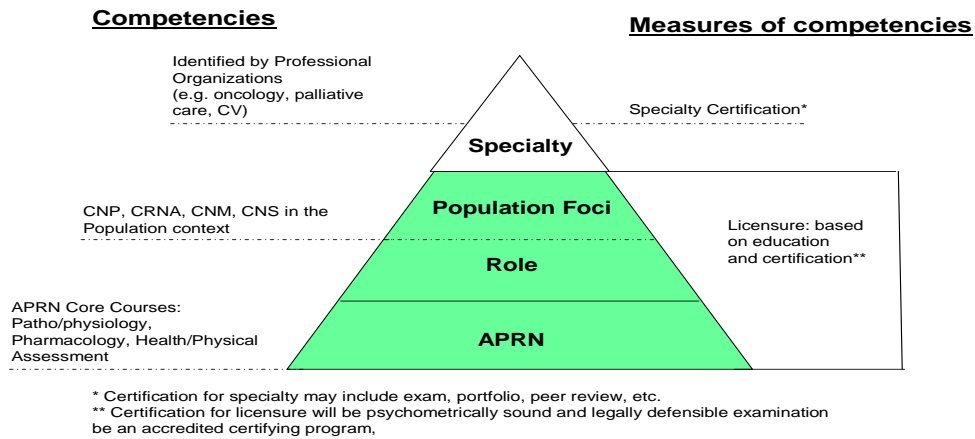 Competencies
Measures of competencies
Identified by Professional
Organizations
(e.g. oncology, palliative
care, CV)
Specialty Certification*
Specialty
CNP, CRNA, CNM, CNS in the
Population context
Population Foci
Licensure: based
on education
and certification**
Role
APRN Core Courses:
Patho/physiology,
Pharmacology, Health/Physical
Assessment
APRN
* Certification for specialty may include exam, portfolio, peer review, etc.
** Certification for licensure will be psychometrically sound and legally defensible examination
be an accredited certifying program,